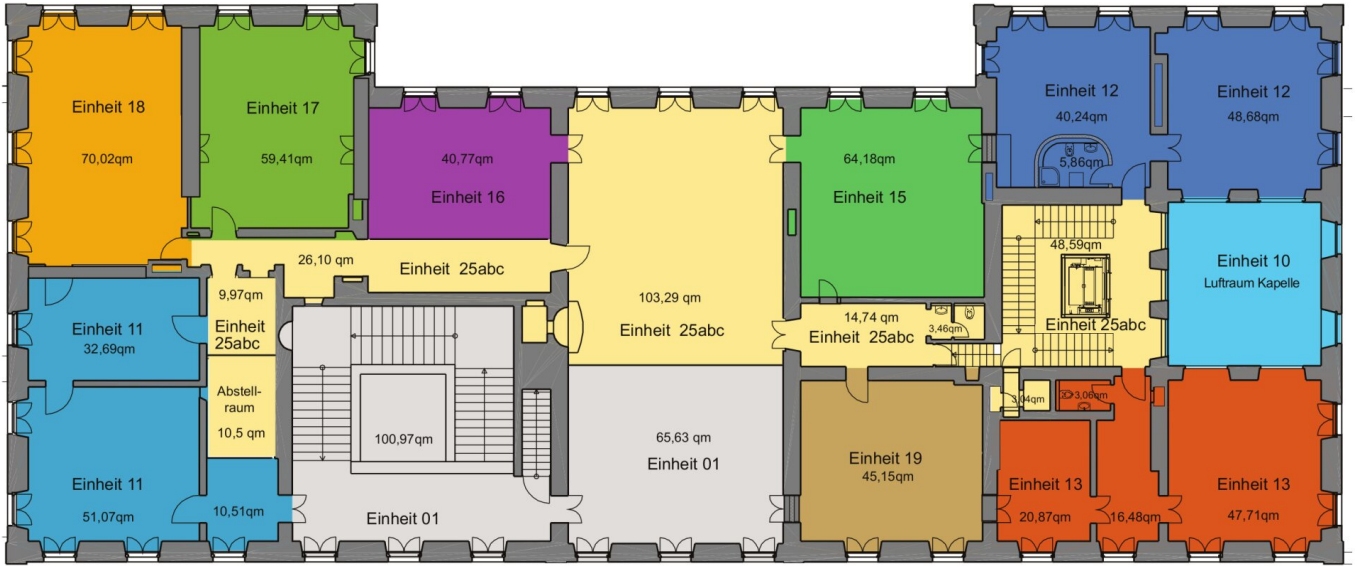 Einheit 18
70,02qm
Einheit 17
59,41qm
40,77qm
Einheit 16
64,18qm
Einheit 15
Einheit 12
40,24qm
5,86qm
Einheit 12
48,68qm
26,10 qm
Einheit 25abc
9,97qm
Einheit
25abc
Einheit 11
32,69qm
Abstell-
raum
10,5 qm
Einheit 11
51,07qm
10,51qm
100,97qm
Einheit 01
103,29 qm
Einheit 25abc
65,63 qm
Einheit 01
14,74 qm
Einheit 25abc
3,46qm
48,59qm
Einheit 25abc
Einheit 10
Luftraum Kapelle
Einheit 19
45,15qm
3,04qm
3,06qm
Einheit 13
20,87qm
16,48qm
Einheit 13
47,71qm